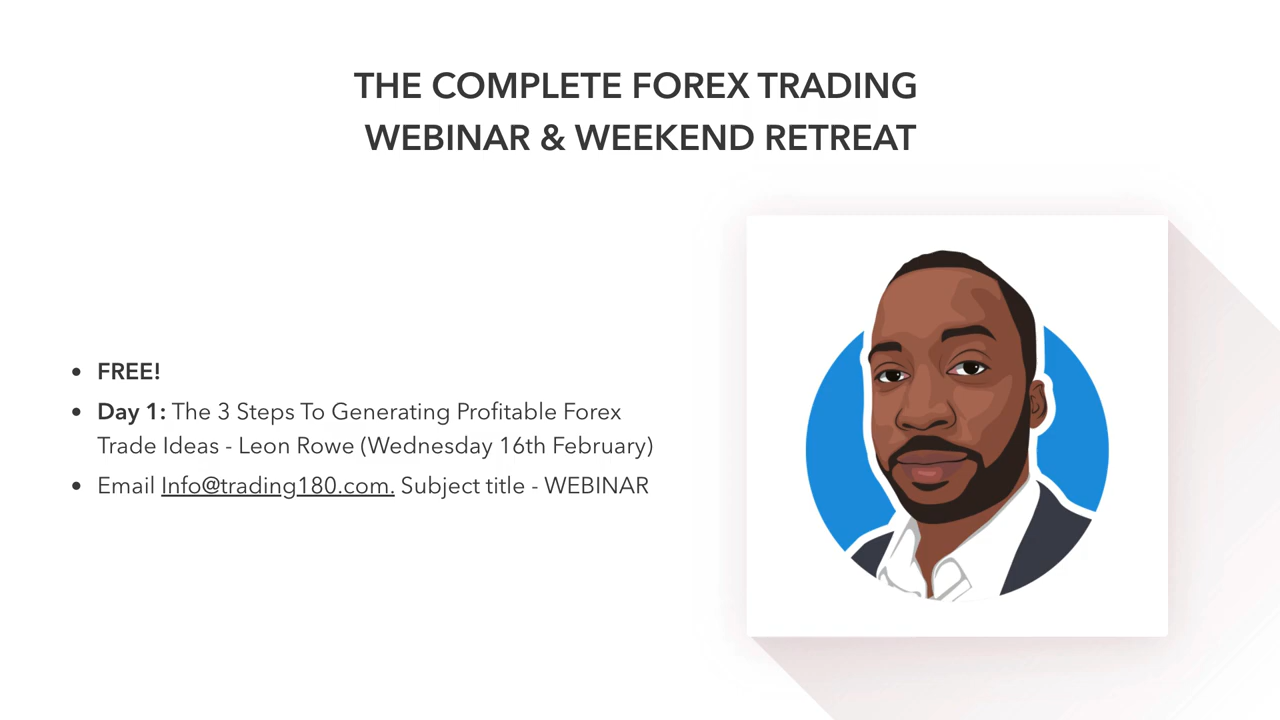 THE COMPLETE FOREX TRADING
WEBINAR & WEEKEND RETREAT
• FREE!
• Day 1: The 3 Steps To Generating Profitable Forex
Trade Ideas - Leon Rowe (Wednesday 16th February)
• Email Info@trading180.com. Subject title - WEBINAR